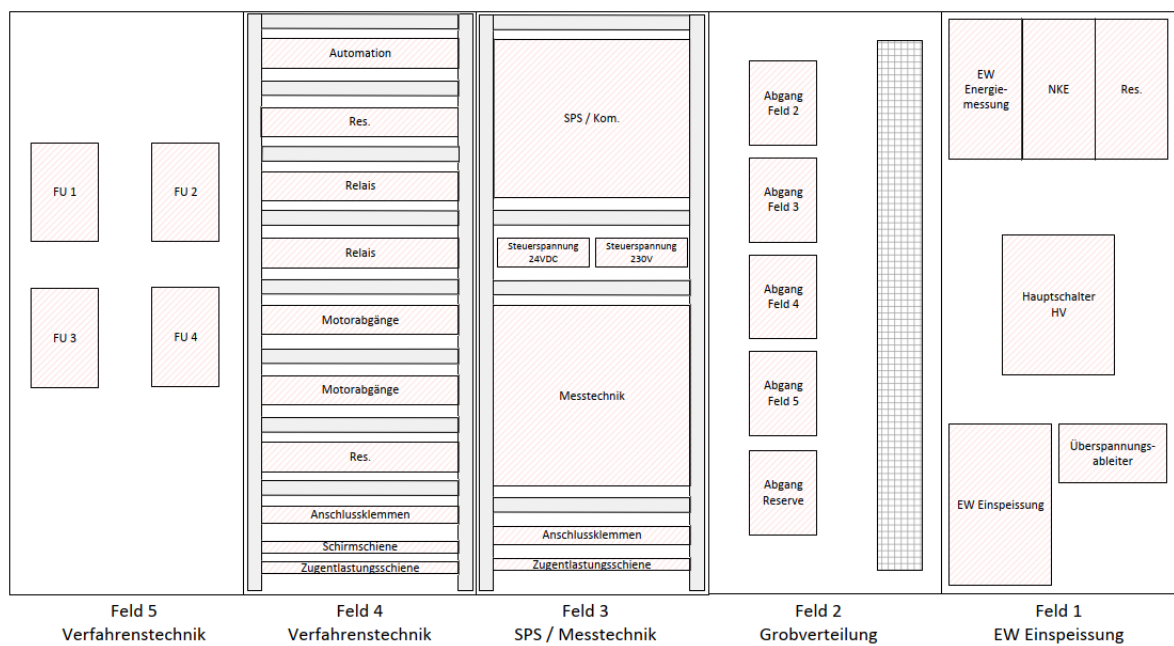 FU 1
FU 2
FU 3
FU 4
Feld 5
Verfahrenstechnik
Automation
Res.
Relais
Relais
Motorabgänge
Motorabgänge
Res.
Anschlussklemmen
Schirmschiene
Zugentlastungsschiene
Feld 4
Verfahrenstechnik
SPS / Kom.
Steuerspannung
24VDC
Steuerspannung
230V
Messtechnik
Anschlussklemmen
Zugentlastungsschiene
Feld 3
SPS / Messtechnik
Abgang
Feld 2
Abgang
Feld 3
Abgang
Feld 4
Abgang
Feld 5
Abgang
Reserve
Feld 2
Grobverteilung
EW
Energie-
messung
NKE
Res.
Hauptschalter
HV
EW Einspeissung
Überspannungs-
ableiter
Feld 1
EW Einspeissung